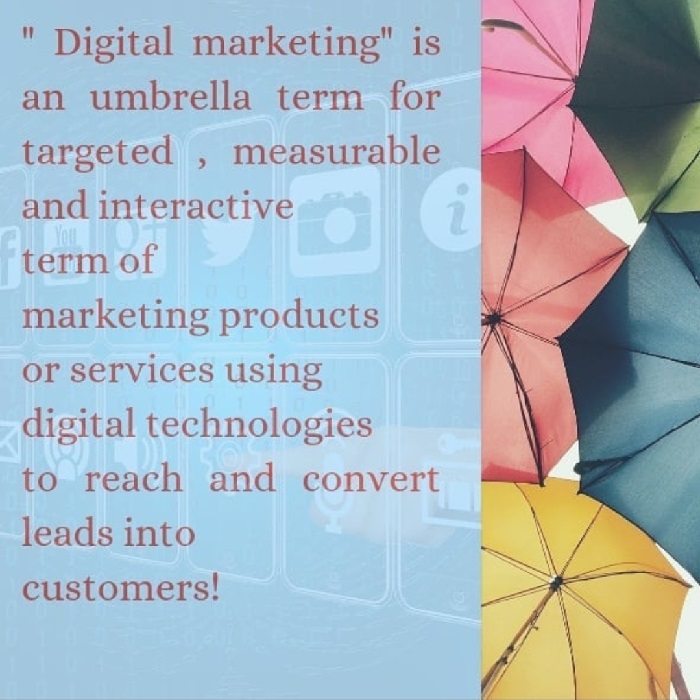 " Digital marketing" is
an umbrella term for
targeted , measurable
and interactive
term of
marketing products
or services using
digital technologies
to reach and convert
leads into
customers!